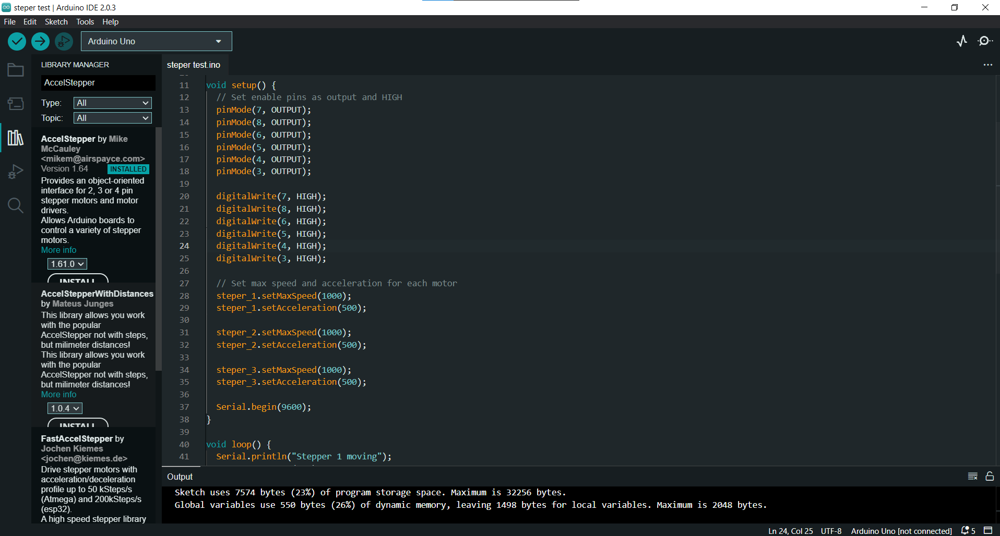 steper test | Arduino IDE 2.0.3
File Edit Sketch Tools Help
Arduino Uno
LIBRARY MANAGER
AccelStepper
Type: All
Topic: All
AccelStepper by Mike
McCauley
<mikem@airspayce.com>
Version 1.64 INSTALLED
Provides an object-oriented
interface for 2, 3 or 4 pin
stepper motors and motor
drivers.
Allows Arduino boards to
control a variety of stepper
motors.
More info
1.61.0
INSTALL
AccelStepperWithDistances
by Mateus Junges
This library allows you work
with the popular
AccelStepper not with steps,
but milimeter distances!
This library allows you work
with the popular
AccelStepper not with steps,
but milimeter distances!
More info
1.0.4
INSTALL
FastAccelStepper by
Jochen Kiemes
<jochen@kiemes.de>
Drive stepper motors with
acceleration/deceleration
profile up to 50 kSteps/s
(Atmega) and 200kSteps/s
(esp32).
A high speed stepper library
steper test.ino
11 void setup() {
12 // Set enable pins as output and HIGH
13 pinMode(7, OUTPUT);
14 pinMode(8, OUTPUT);
15 pinMode(6, OUTPUT);
16 pinMode(5, OUTPUT);
17 pinMode(4, OUTPUT);
18 pinMode(3, OUTPUT);
19
20 digitalWrite(7, HIGH);
21 digitalWrite(8, HIGH);
22 digitalWrite(6, HIGH);
23 digitalWrite(5, HIGH);
24 digitalWrite(4, HIGH);
25 digitalWrite(3, HIGH);
26
27 // Set max speed and acceleration for each motor
28 steper_1.setMaxSpeed(1000);
29 steper_1.setAcceleration(500);
30
31 steper_2.setMaxSpeed(1000);
32 steper_2.setAcceleration(500);
33
34 steper_3.setMaxSpeed(1000);
35 steper_3.setAcceleration(500);
36
37 Serial.begin(9600);
38 }
39
40 void loop() {
41 Serial.println("Stepper 1 moving");
Output
Sketch uses 7574 bytes (23%) of program storage space. Maximum is 32256 bytes.
Global variables use 550 bytes (26%) of dynamic memory, leaving 1498 bytes for local variables. Maximum is 2048 bytes.
Ln 24, Col 25 UTF-8 Arduino Uno [not connected] 5